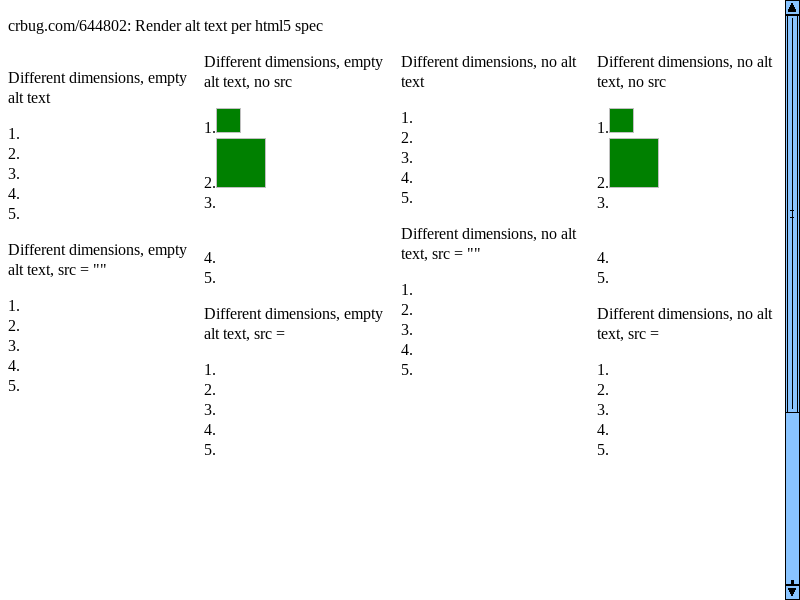 crbug.com/644802: Render alt text per html5 spec
Different dimensions, empty
alt text
1.
2.
3.
4.
5.
Different dimensions, empty
alt text, src = ""
1.
2.
3.
4.
5.
Different dimensions, empty
alt text, no src
1.
2.
3.
4.
5.
Different dimensions, empty
alt text, src =
1.
2.
3.
4.
5.
Different dimensions, no alt
text
1.
2.
3.
4.
5.
Different dimensions, no alt
text, src = ""
1.
2.
3.
4.
5.
Different dimensions, no alt
text, no src
1.
2.
3.
4.
5.
Different dimensions, no alt
text, src =
1.
2.
3.
4.
5.